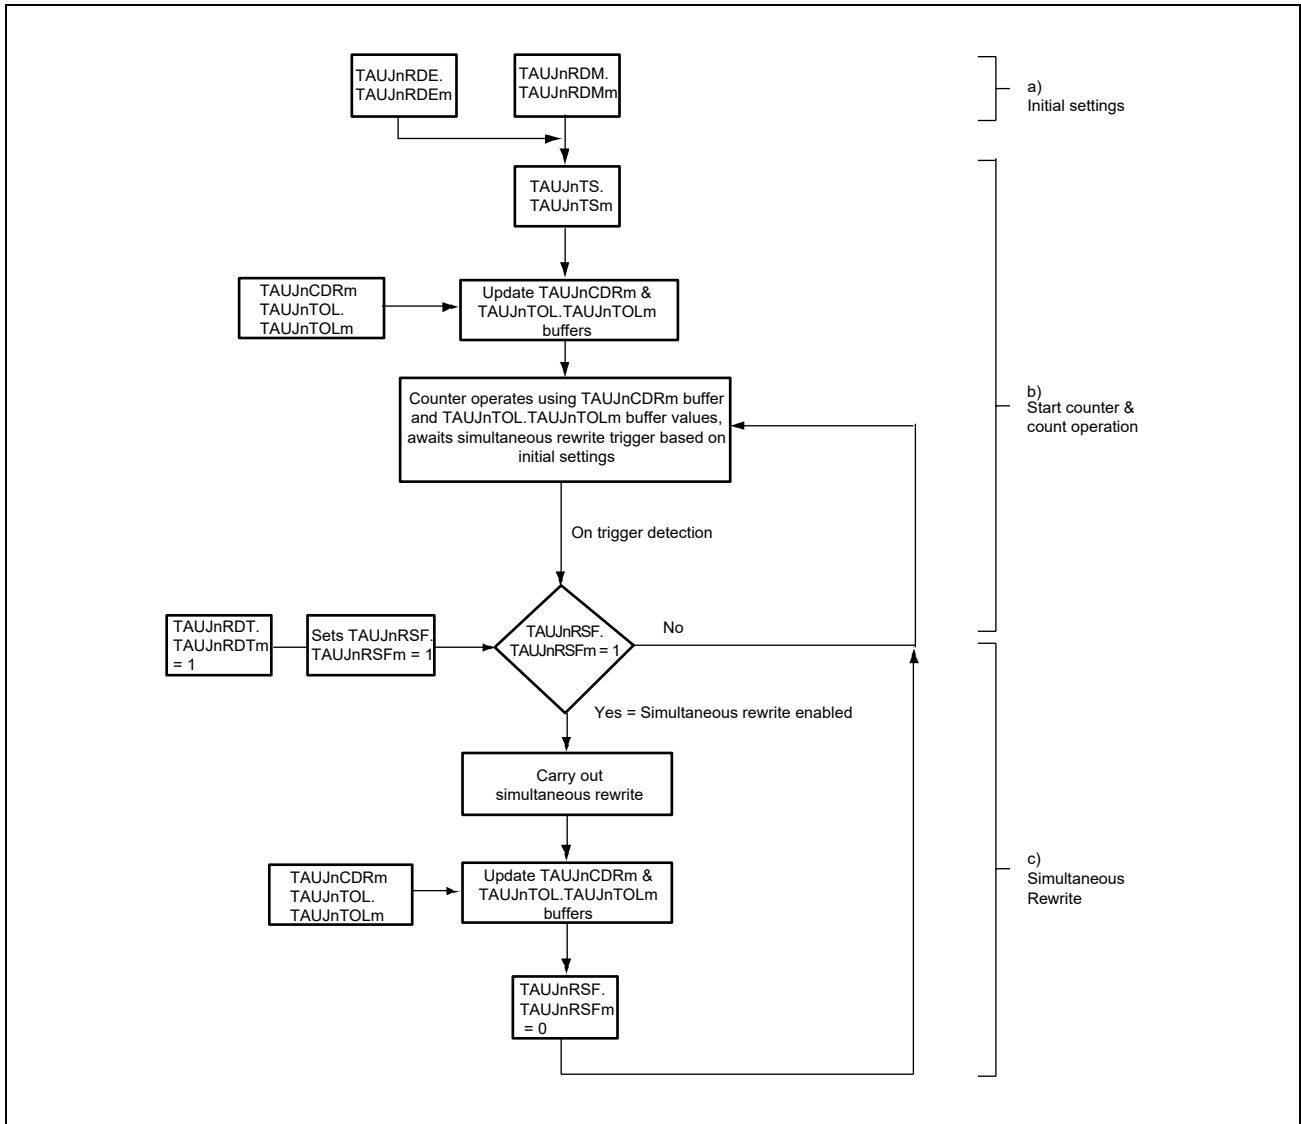 TAUJnRDE.
TAUJnRDEm
TAUJnRDM.
TAUJnRDMm
a)
Initial settings
TAUJnTS.
TAUJnTSm
TAUJnCDRm
TAUJnTOL.
TAUJnTOLm
Update TAUJnCDRm &
TAUJnTOL.TAUJnTOLm
buffers
Counter operates using TAUJnCDRm buffer
and TAUJnTOL.TAUJnTOLm buffer values,
awaits simultaneous rewrite trigger based on
initial settings
b)
Start counter &
count operation
On trigger detection
TAUJnRDT.
TAUJnRDTm
= 1
Sets TAUJnRSF.
TAUJnRSFm = 1
TAUJnRSF.
TAUJnRSFm = 1
No
Yes = Simultaneous rewrite enabled
Carry out
simultaneous rewrite
TAUJnCDRm
TAUJnTOL.
TAUJnTOLm
Update TAUJnCDRm &
TAUJnTOL.TAUJnTOLm
buffers
c)
Simultaneous
Rewrite
TAUJnRSF.
TAUJnRSFm
= 0